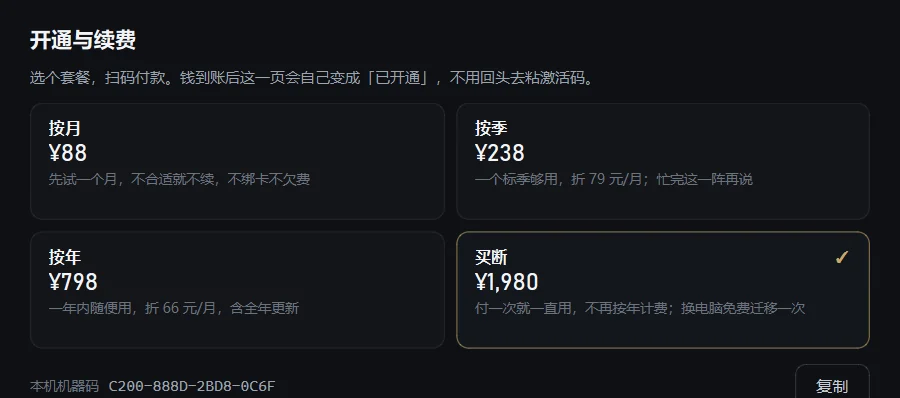 开通与续费
选个套餐，扫码付款。钱到账后这一页会自己变成「已开通」，不用回头去粘激活码。
按月
¥88
先试一个月，不合适就不续，不绑卡不欠费
按季
¥238
一个标季够用，折 79 元/月；忙完这一阵再说
按年
¥798
一年内随便用，折 66 元/月，含全年更新
买断
✓
¥1,980
付一次就一直用，不再按年计费；换电脑免费迁移一次
本机机器码 C200-888D-2BD8-0C6F
复制